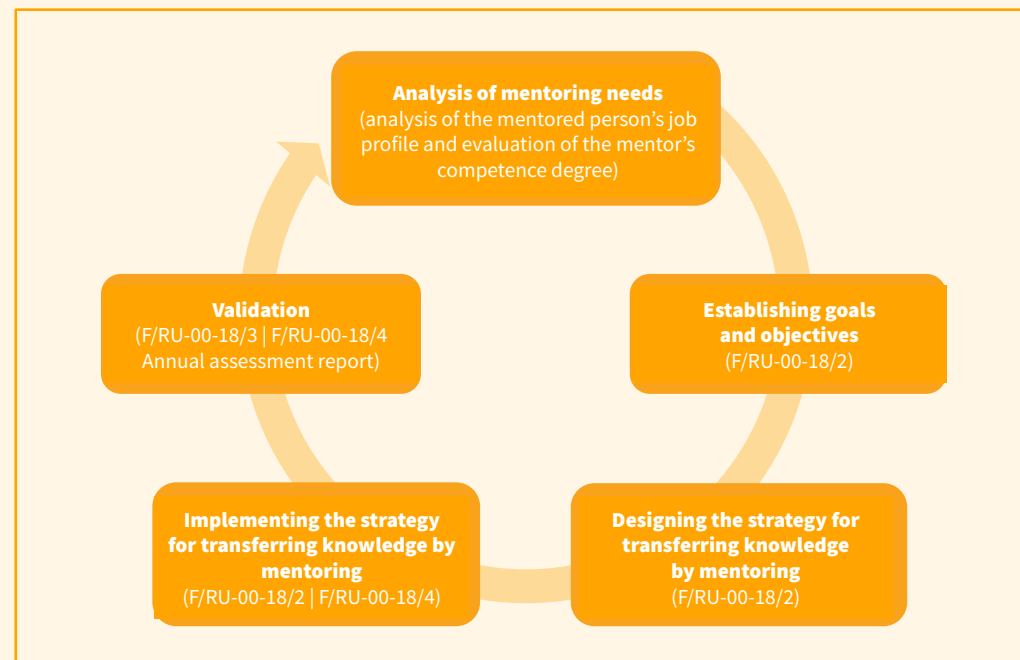 Analysis of mentoring needs
(analysis of the mentored person’s job
profile and evaluation of the mentor’s
competence degree)
Establishing goals
and objectives
(F/RU-00-18/2)
Designing the strategy for
transferring knowledge
by mentoring
(F/RU-00-18/2)
Implementing the strategy
for transferring knowledge by
mentoring
(F/RU-00-18/2 | F/RU-00-18/4)
Validation
(F/RU-00-18/3 | F/RU-00-18/4
Annual assessment report)